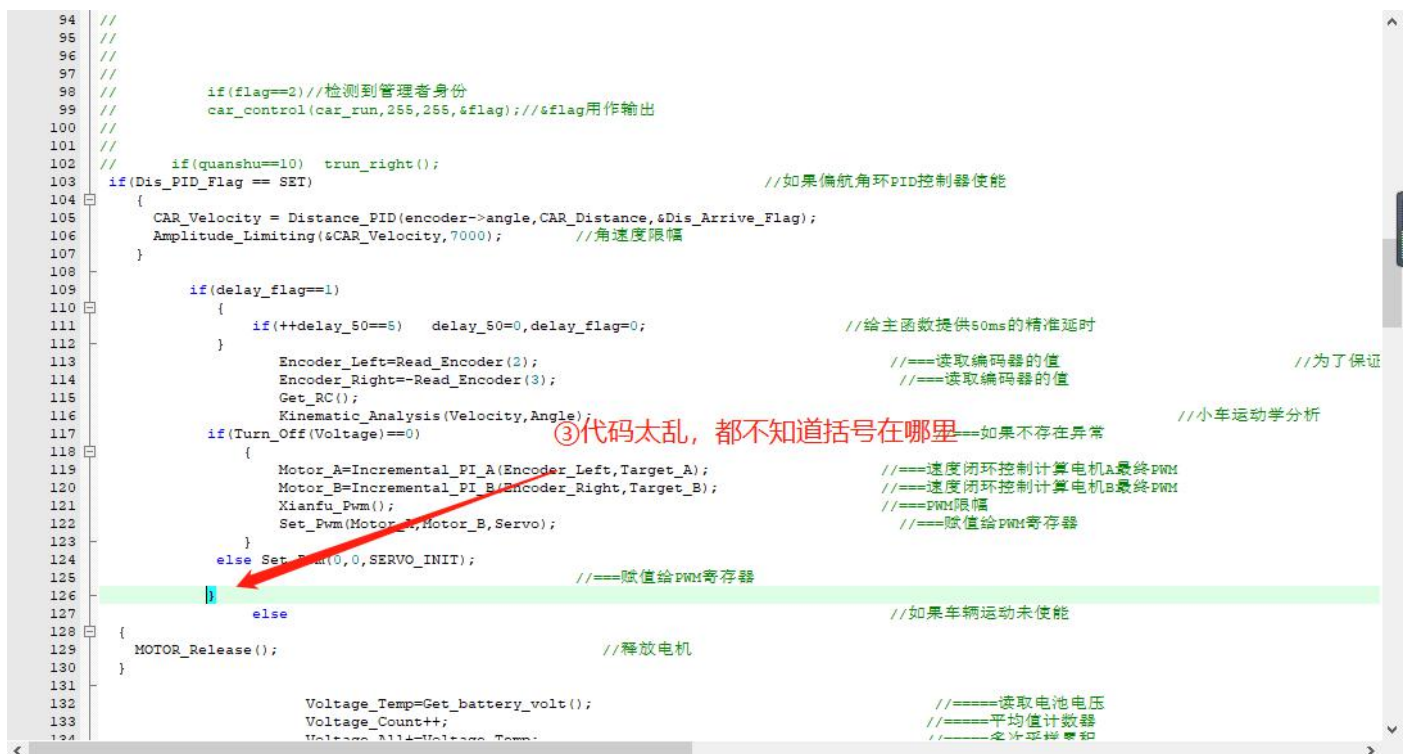 94 //
95 //
96 //
97 //
98 // if(flag==2)//检测到管理者身份
99 // car_control(car_run,255,255,&flag);//&flag用作输出
100 //
101 //
102 // if(quanshu==10) trun_right();
103 if(Dis_PID_Flag == SET) //如果偏航角环PID控制器使能
104 {
105 CAR_Velocity = Distance_PID(encoder->angle,CAR_Distance,&Dis_Arrive_Flag);
106 Amplitude_Limiting(&CAR_Velocity,7000); //角速度限幅
107 }
108
109 if(delay_flag==1)
110 {
111 if(++delay_50==5) delay_50=0,delay_flag=0; //给主函数提供50ms的精准延时
112 }
113 Encoder_Left=Read_Encoder(2); //===读取编码器的值 //为了保证
114 Encoder_Right=-Read_Encoder(3); //===读取编码器的值
115 Get_RC();
116 Kinematic_Analysis(Velocity,Angle); //小车运动学分析
③代码太乱，都不知道括号在哪里
117 if(Turn_Off(Voltage)==0) ===如果不存在异常
118 {
119 Motor_A=Incremental_PI_A(Encoder_Left,Target_A); //===速度闭环控制计算电机A最终PWM
120 Motor_B=Incremental_PI_B(Encoder_Right,Target_B); //===速度闭环控制计算电机B最终PWM
121 Xianfu_Pwm(); //===PWM限幅
122 Set_Pwm(Motor_A,Motor_B,Servo); //===赋值给PWM寄存器
123 }
124 else Set_Pwm(0,0,SERVO_INIT);
125 //===赋值给PWM寄存器
126 }
127 else //如果车辆运动未使能
128 {
129 MOTOR_Release(); //释放电机
130 }
131
132 Voltage_Temp=Get_battery_volt(); //=====读取电池电压
133 Voltage_Count++; //=====平均值计数器
134 Voltage_All+=Voltage_Temp; //=====多次采样累积